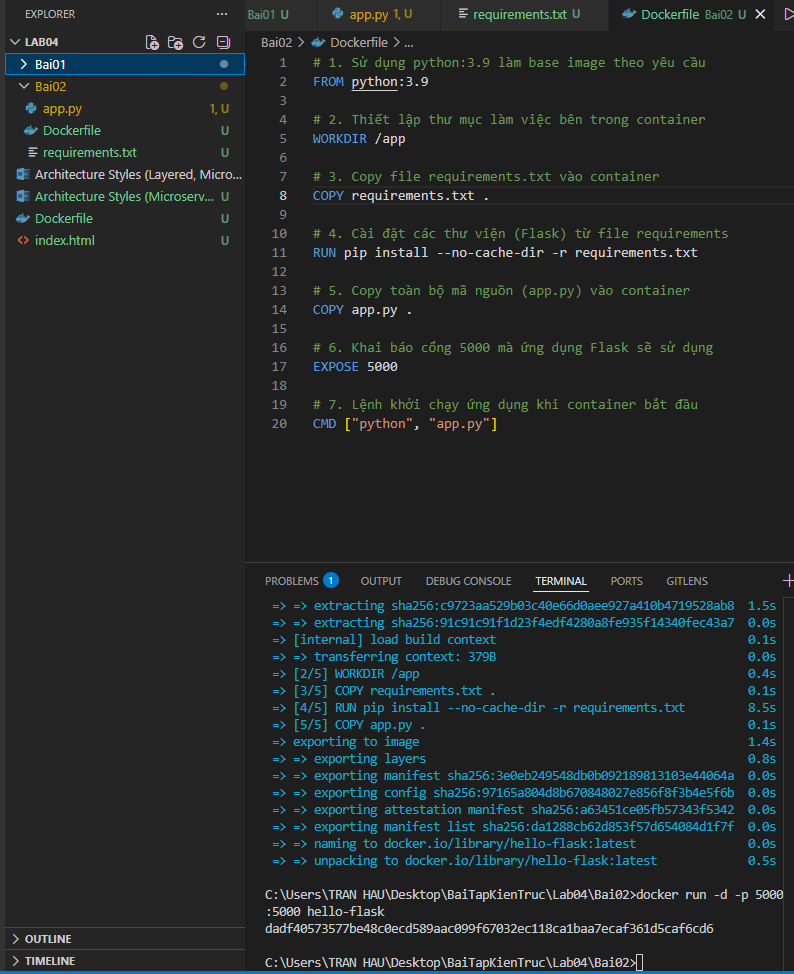 EXPLORER
LAB04
Bai01
Bai02
app.py 1, U
Dockerfile U
requirements.txt U
Architecture Styles (Layered, Micro...
Architecture Styles (Microserv... U
Dockerfile U
index.html U
OUTLINE
TIMELINE
Bai01 U
app.py 1, U
requirements.txt U
Dockerfile Bai02 U
Bai02 > Dockerfile > ...
1 # 1. Sử dụng python:3.9 làm base image theo yêu cầu
2 FROM python:3.9
3
4 # 2. Thiết lập thư mục làm việc bên trong container
5 WORKDIR /app
6
7 # 3. Copy file requirements.txt vào container
8 COPY requirements.txt .
9
10 # 4. Cài đặt các thư viện (Flask) từ file requirements
11 RUN pip install --no-cache-dir -r requirements.txt
12
13 # 5. Copy toàn bộ mã nguồn (app.py) vào container
14 COPY app.py .
15
16 # 6. Khai báo cổng 5000 mà ứng dụng Flask sẽ sử dụng
17 EXPOSE 5000
18
19 # 7. Lệnh khởi chạy ứng dụng khi container bắt đầu
20 CMD ["python", "app.py"]
PROBLEMS 1 OUTPUT DEBUG CONSOLE TERMINAL PORTS GITLENS
=> => extracting sha256:c9723aa529b03c40e66d0aee927a410b4719528ab8 1.5s
=> => extracting sha256:91c91c91f1d23f4edf4280a8fe935f14340fec43a7 0.0s
=> [internal] load build context 0.1s
=> => transferring context: 379B 0.0s
=> [2/5] WORKDIR /app 0.4s
=> [3/5] COPY requirements.txt . 0.1s
=> [4/5] RUN pip install --no-cache-dir -r requirements.txt 8.5s
=> [5/5] COPY app.py . 0.1s
=> exporting to image 1.4s
=> => exporting layers 0.8s
=> => exporting manifest sha256:3e0eb249548db0b092189813103e44064a 0.0s
=> => exporting config sha256:97165a804d8b670848027e856f8f3b4e5f6b 0.0s
=> => exporting attestation manifest sha256:a63451ce05fb57343f5342 0.0s
=> => exporting manifest list sha256:da1288cb62d853f57d654084d1f7f 0.0s
=> => naming to docker.io/library/hello-flask:latest 0.0s
=> => unpacking to docker.io/library/hello-flask:latest 0.5s
C:\Users\TRAN HAU\Desktop\BaiTapKienTruc\Lab04\Bai02>docker run -d -p 5000
:5000 hello-flask
dadf40573577be48c0ecd589aac099f67032ec118ca1baa7ecaf361d5caf6cd6
C:\Users\TRAN HAU\Desktop\BaiTapKienTruc\Lab04\Bai02>